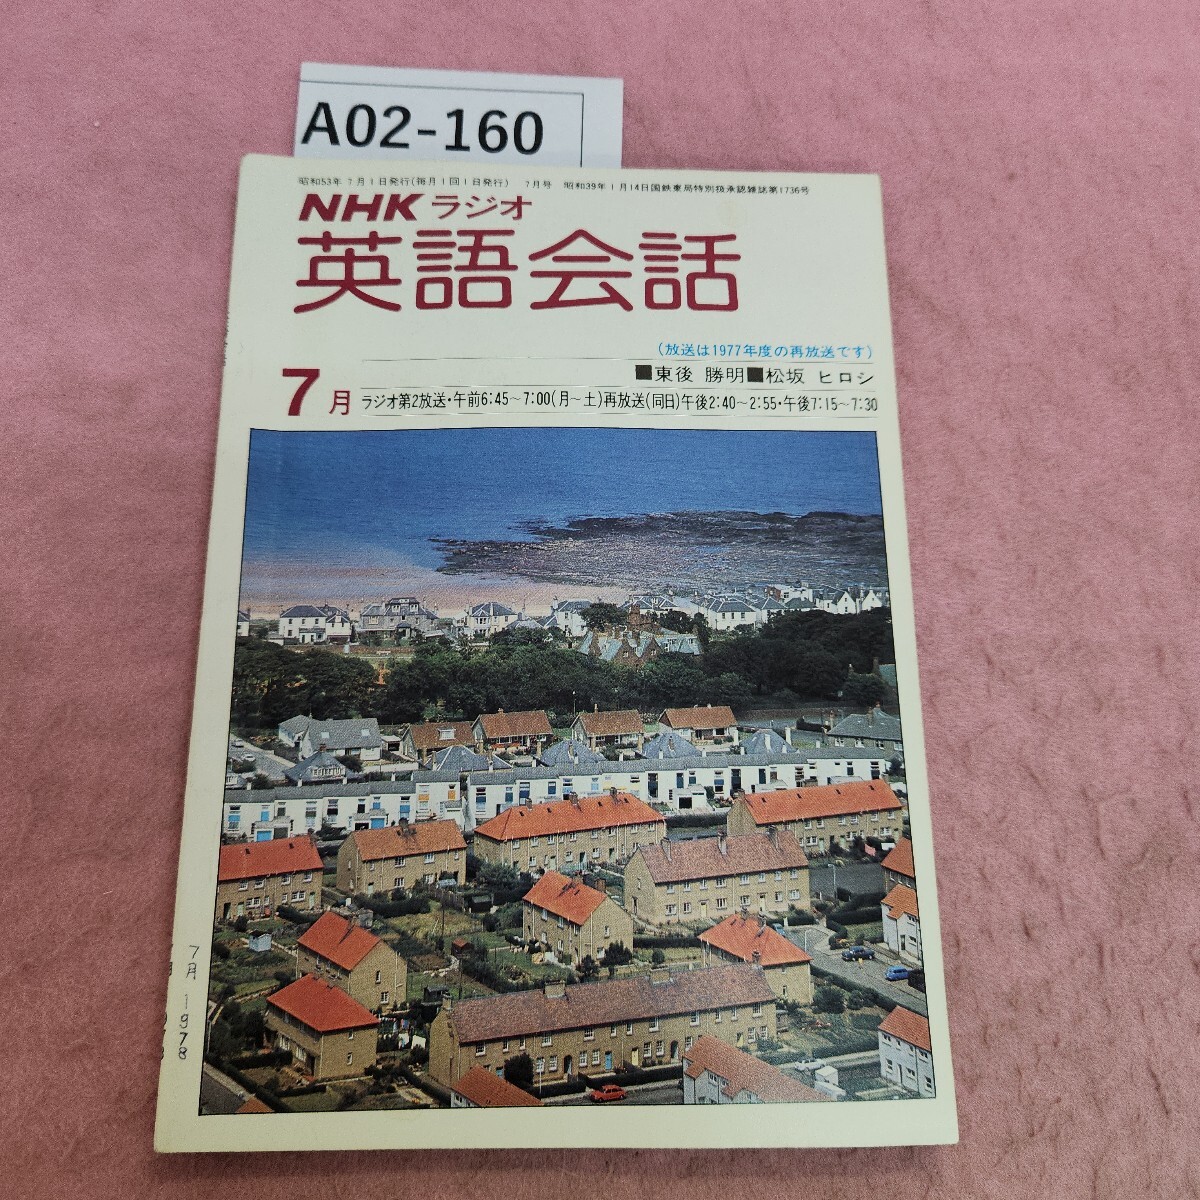 A02-160
昭和53年7月1日発行(毎月1回1日発行) 7月号 昭和39年1月14日国鉄東局特別扱承認雑誌第1736号
NHKラジオ
英語会話
(放送は1977年度の再放送です)
■東後 勝明■松坂 ヒロシ
7月
ラジオ第2放送・午前6:45～7:00(月～土)再放送(同日)午後2:40～2:55・午後7:15～7:30
7月 1978